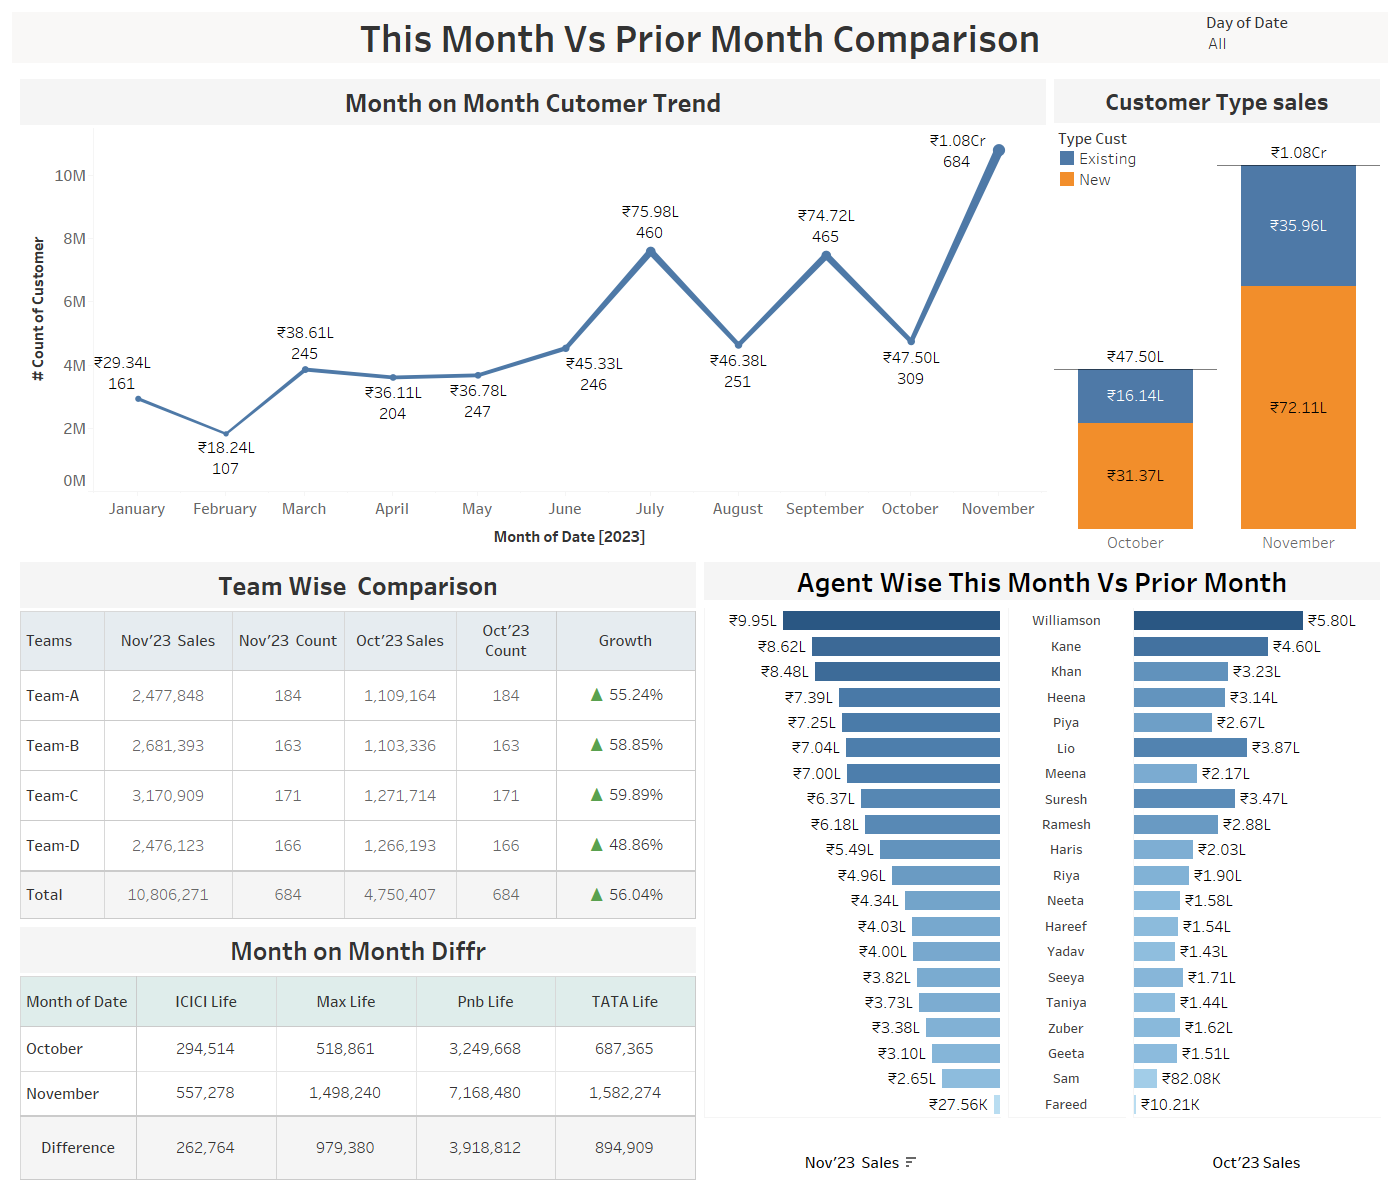 This Month Vs Prior Month Comparison
Day of Date
All
Month on Month Cutomer Trend
# Count of Customer
10M
8M
6M
4M
2M
0M
₹29.34L
161
₹18.24L
107
₹38.61L
245
₹36.11L
204
₹36.78L
247
₹45.33L
246
₹75.98L
460
₹46.38L
251
₹74.72L
465
₹47.50L
309
₹1.08Cr
684
January February March April May June July August September October November
Month of Date [2023]
Customer Type sales
Type Cust
Existing
New
₹47.50L
₹16.14L
₹31.37L
₹1.08Cr
₹35.96L
₹72.11L
October November
Team Wise Comparison
Teams Nov'23 Sales Nov'23 Count Oct'23 Sales Oct'23 Count Growth
Team-A 2,477,848 184 1,109,164 184 ▲ 55.24%
Team-B 2,681,393 163 1,103,336 163 ▲ 58.85%
Team-C 3,170,909 171 1,271,714 171 ▲ 59.89%
Team-D 2,476,123 166 1,266,193 166 ▲ 48.86%
Total 10,806,271 684 4,750,407 684 ▲ 56.04%
Month on Month Diffr
Month of Date ICICI Life Max Life Pnb Life TATA Life
October 294,514 518,861 3,249,668 687,365
November 557,278 1,498,240 7,168,480 1,582,274
Difference 262,764 979,380 3,918,812 894,909
Agent Wise This Month Vs Prior Month
₹9.95L Williamson ₹5.80L
₹8.62L Kane ₹4.60L
₹8.48L Khan ₹3.23L
₹7.39L Heena ₹3.14L
₹7.25L Piya ₹2.67L
₹7.04L Lio ₹3.87L
₹7.00L Meena ₹2.17L
₹6.37L Suresh ₹3.47L
₹6.18L Ramesh ₹2.88L
₹5.49L Haris ₹2.03L
₹4.96L Riya ₹1.90L
₹4.34L Neeta ₹1.58L
₹4.03L Hareef ₹1.54L
₹4.00L Yadav ₹1.43L
₹3.82L Seeya ₹1.71L
₹3.73L Taniya ₹1.44L
₹3.38L Zuber ₹1.62L
₹3.10L Geeta ₹1.51L
₹2.65L Sam ₹82.08K
₹27.56K Fareed ₹10.21K
Nov'23 Sales Oct'23 Sales